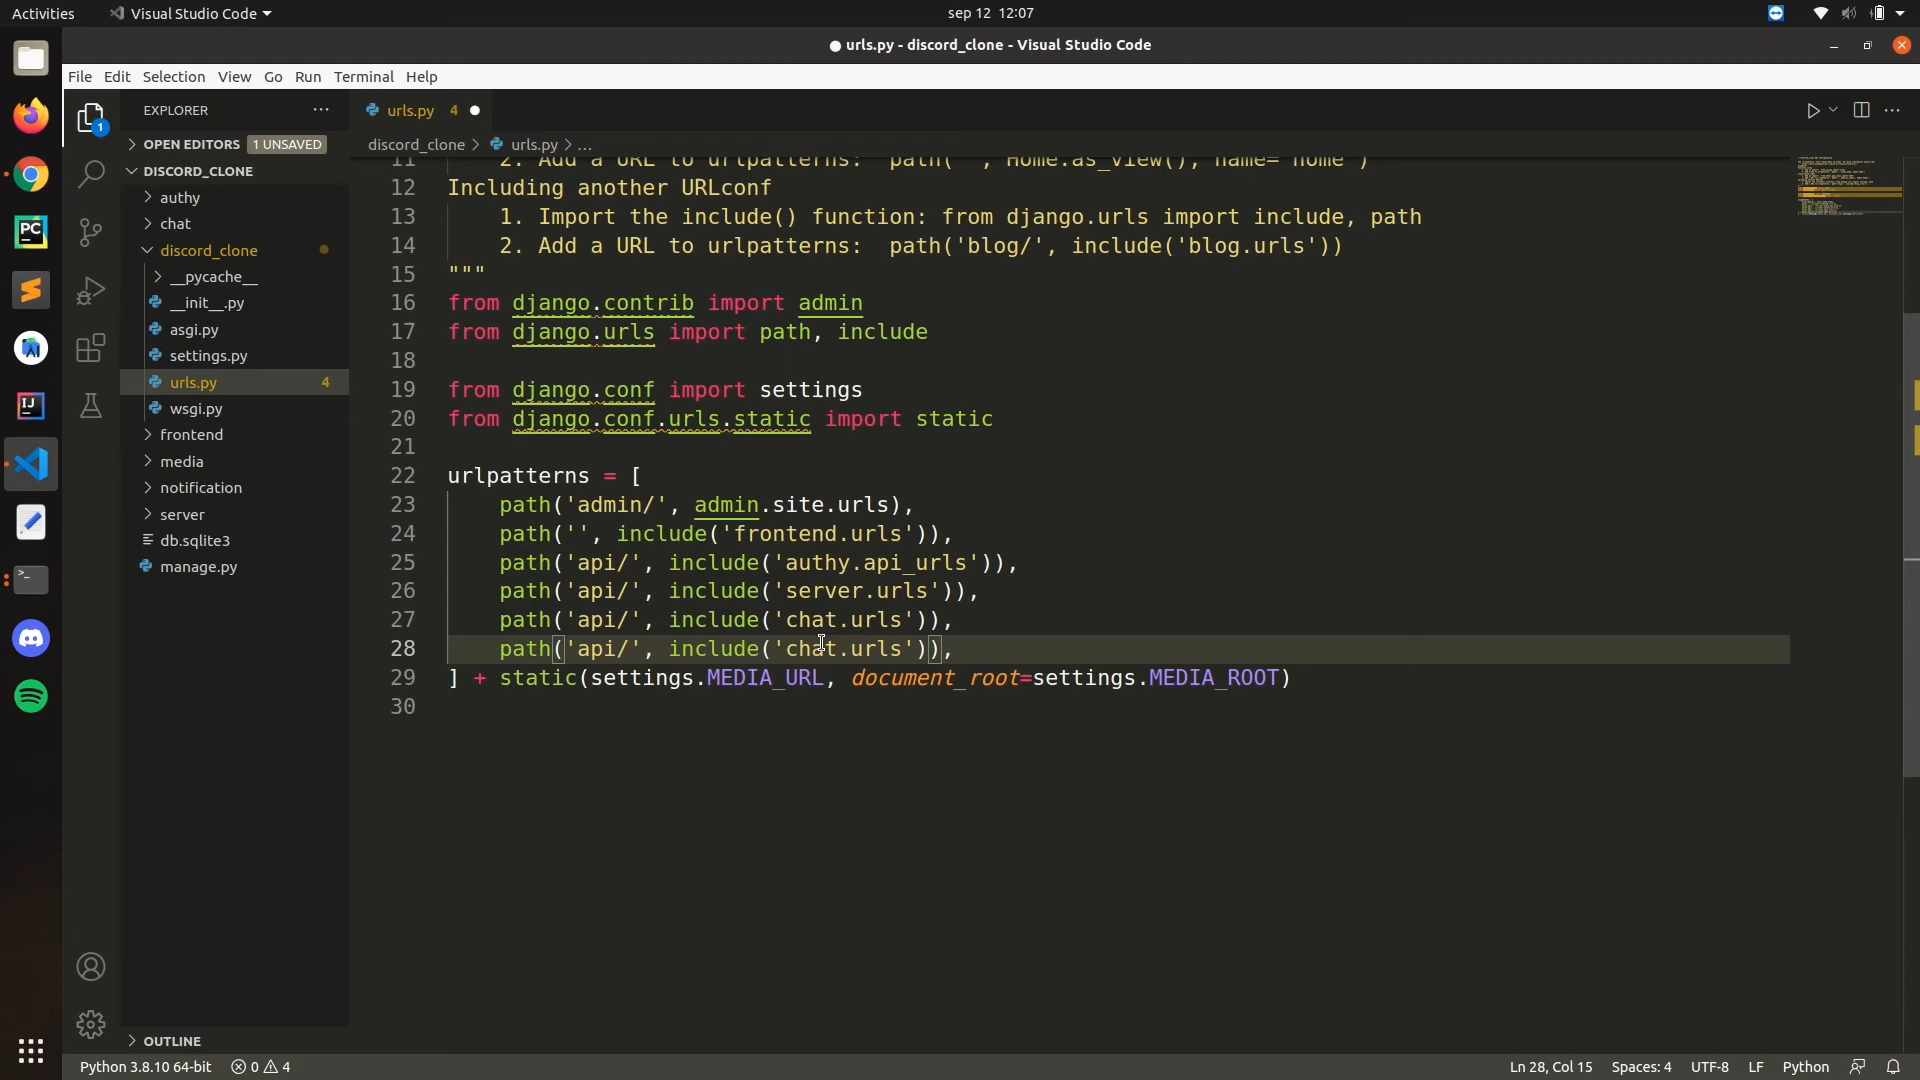 Activities
Visual Studio Code
sep 12 12:07
● urls.py - discord_clone - Visual Studio Code
File Edit Selection View Go Run Terminal Help
EXPLORER
OPEN EDITORS 1 UNSAVED
DISCORD_CLONE
authy
chat
discord_clone
__pycache__
__init__.py
asgi.py
settings.py
urls.py 4
wsgi.py
frontend
media
notification
server
db.sqlite3
manage.py
OUTLINE
1
PC
IJ
urls.py 4
discord_clone > urls.py > ...
11 2. Add a URL to urlpatterns: path('', Home.as_view(), name='home')
12 Including another URLconf
13 1. Import the include() function: from django.urls import include, path
14 2. Add a URL to urlpatterns: path('blog/', include('blog.urls'))
15 """
16 from django.contrib import admin
17 from django.urls import path, include
18
19 from django.conf import settings
20 from django.conf.urls.static import static
21
22 urlpatterns = [
23 path('admin/', admin.site.urls),
24 path('', include('frontend.urls')),
25 path('api/', include('authy.api_urls')),
26 path('api/', include('server.urls')),
27 path('api/', include('chat.urls')),
28 path('api/', include('chat.urls')),
29 ] + static(settings.MEDIA_URL, document_root=settings.MEDIA_ROOT)
30
Python 3.8.10 64-bit
0 4
Ln 28, Col 15
Spaces: 4
UTF-8
LF
Python